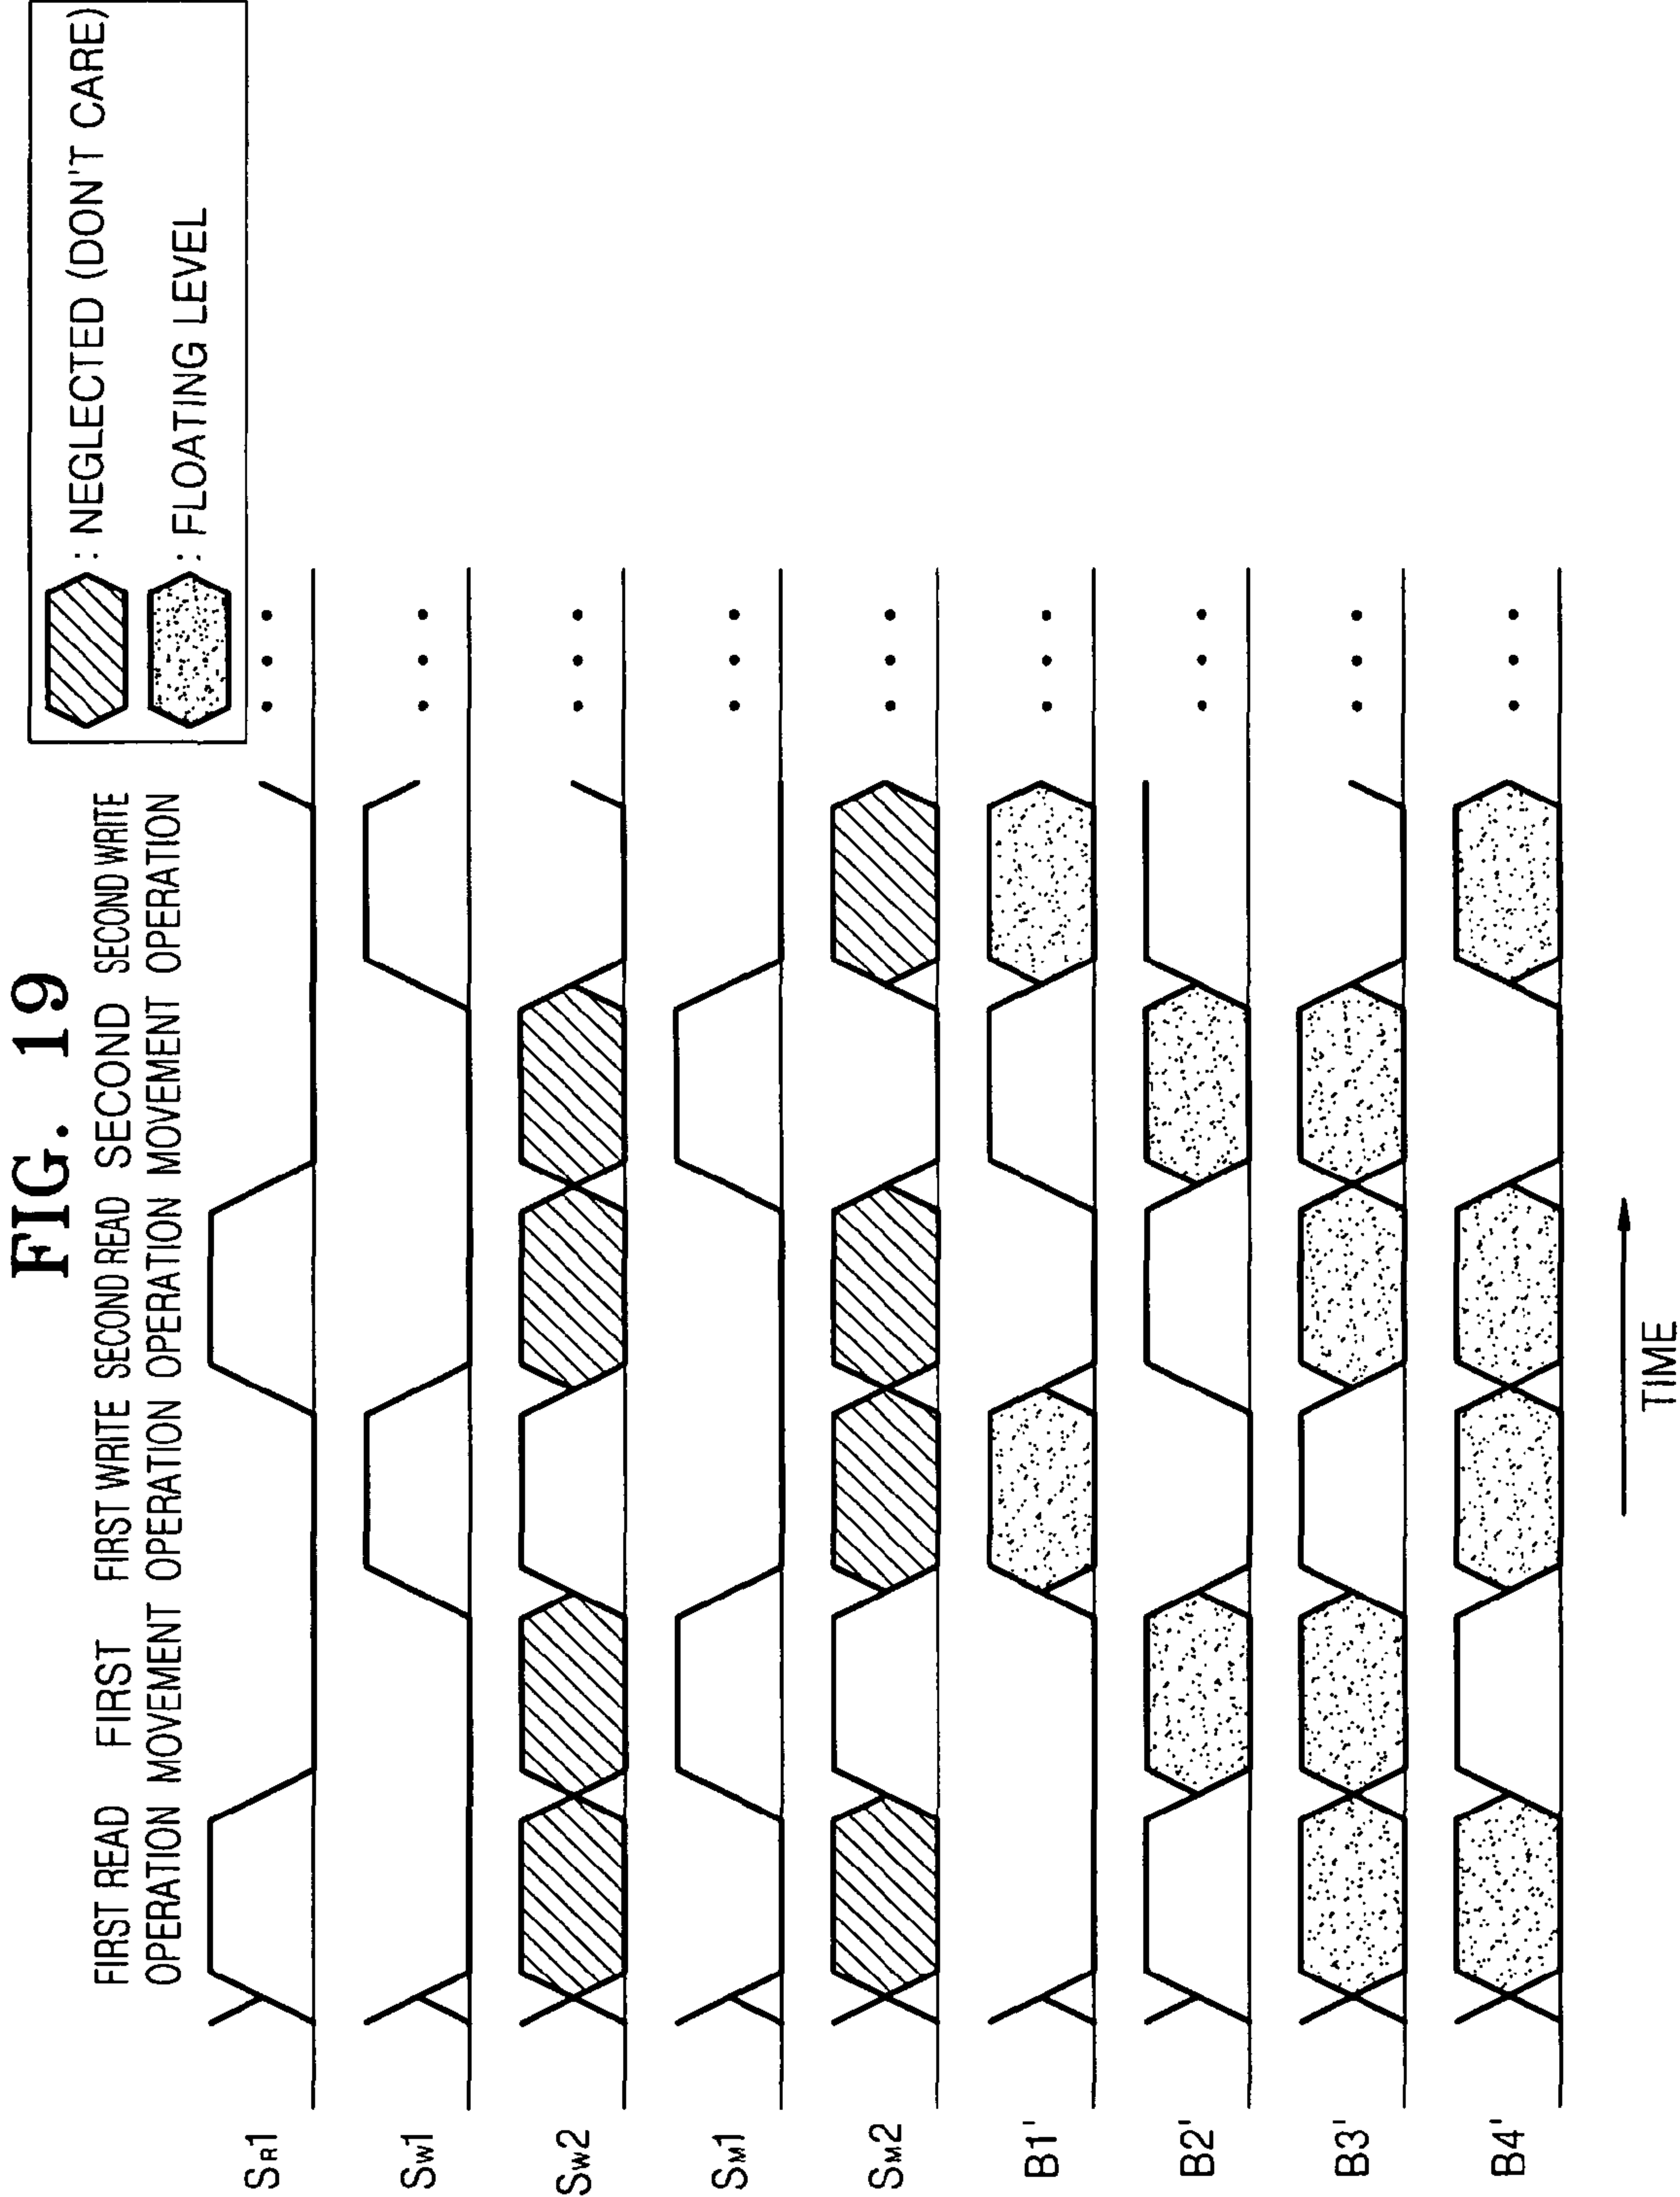 FIG. 19
: NEGLECTED (DON'T CARE)
: FLOATING LEVEL
FIRST READ FIRST FIRST WRITE SECOND READ SECOND SECOND WRITE
OPERATION MOVEMENT OPERATION OPERATION MOVEMENT OPERATION
SR1
SW1
SW2
SM1
SM2
B1'
B2'
B3'
B4'
TIME